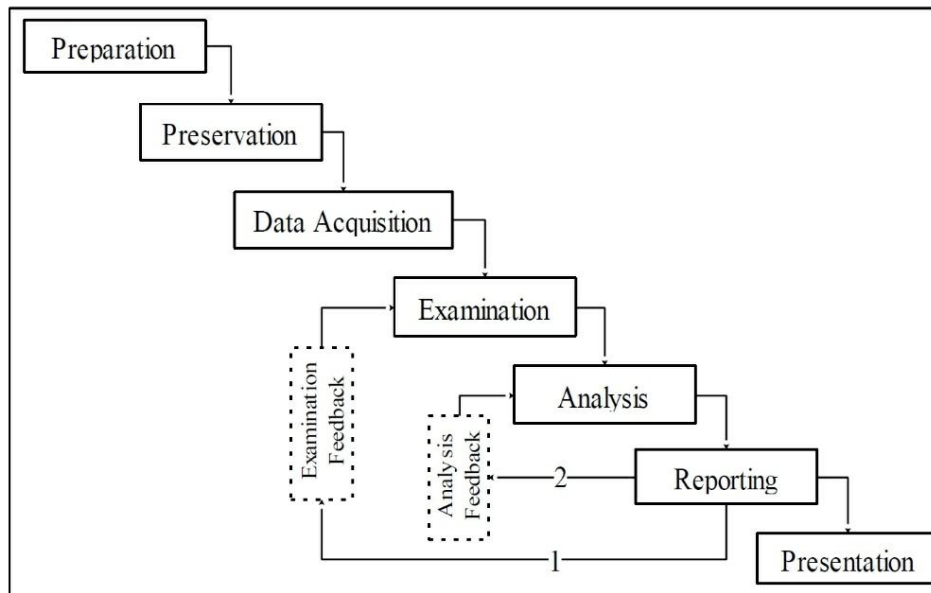 Preparation
Preservation
Data Acquisition
Examination
Examination
Feedback
Analysis
Analysis
Feedback
2
Reporting
1
Presentation